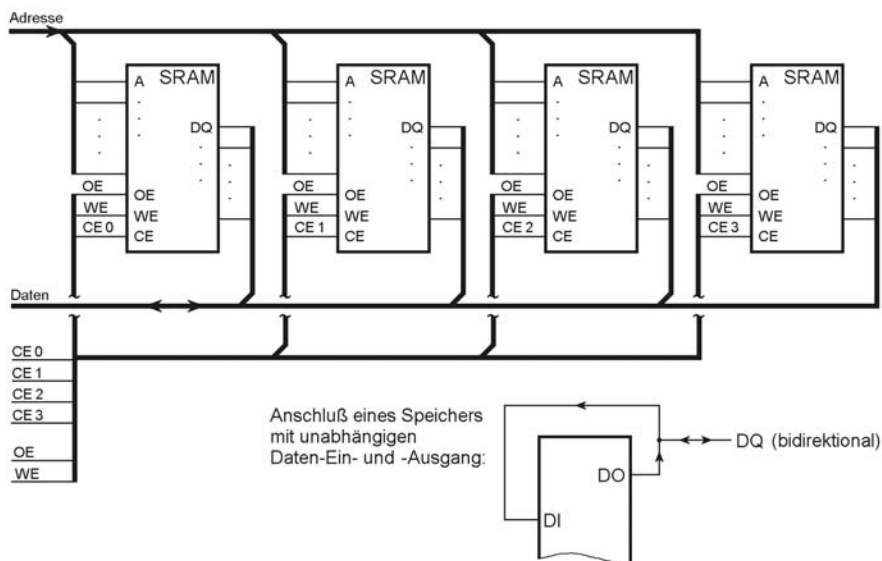 Adresse
A SRAM
DQ
OE
OE
WE
WE
CE 0
CE
A SRAM
DQ
OE
OE
WE
WE
CE 1
CE
A SRAM
DQ
OE
OE
WE
WE
CE 2
CE
A SRAM
DQ
OE
OE
WE
WE
CE 3
CE
Daten
CE 0
CE 1
CE 2
CE 3
OE
WE
Anschluß eines Speichers
mit unabhängigen
Daten-Ein- und -Ausgang:
DQ (bidirektional)
DO
DI